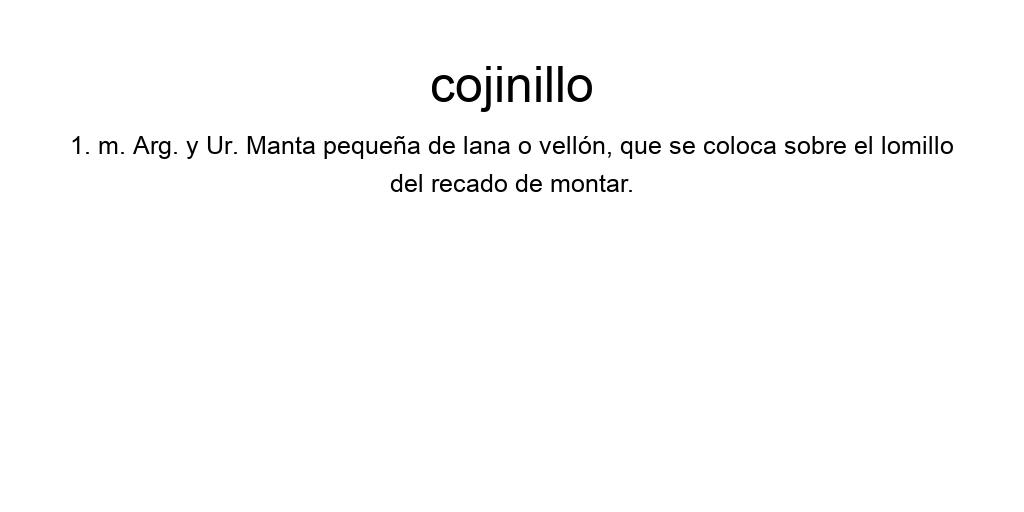 cojinillo
1. m. Arg. y Ur. Manta pequeña de lana o vellón, que se coloca sobre el lomillo
del recado de montar.